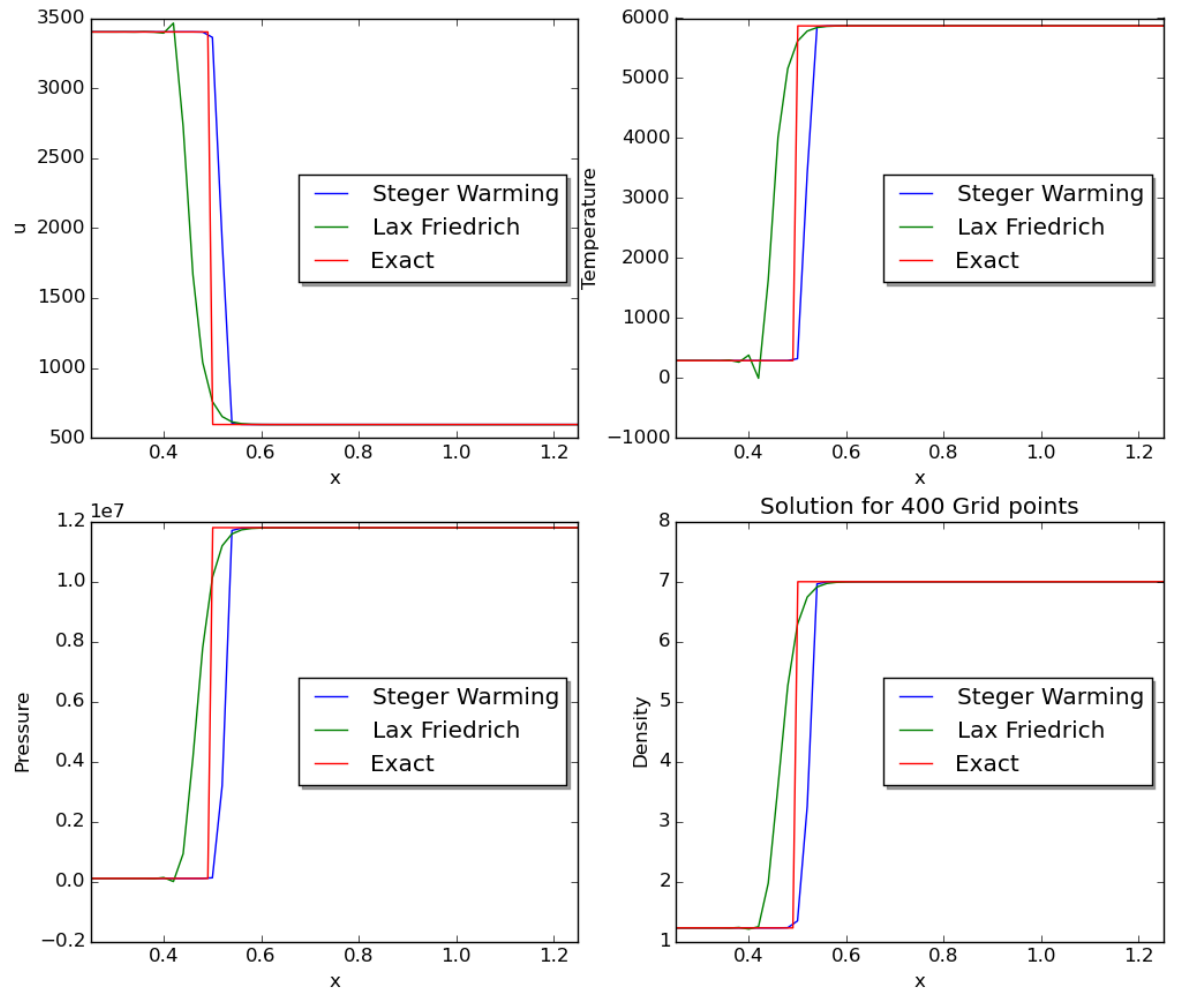 3500
3000
2500
2000
1500
1000
500
u
0.4 0.6 0.8 1.0 1.2
x
Steger Warming
Lax Friedrich
Exact
6000
5000
4000
3000
2000
1000
0
−1000
Temperature
0.4 0.6 0.8 1.0 1.2
x
Steger Warming
Lax Friedrich
Exact
1e7
1.2
1.0
0.8
0.6
0.4
0.2
0.0
−0.2
Pressure
0.4 0.6 0.8 1.0 1.2
x
Steger Warming
Lax Friedrich
Exact
Solution for 400 Grid points
8
7
6
5
4
3
2
1
Density
0.4 0.6 0.8 1.0 1.2
x
Steger Warming
Lax Friedrich
Exact